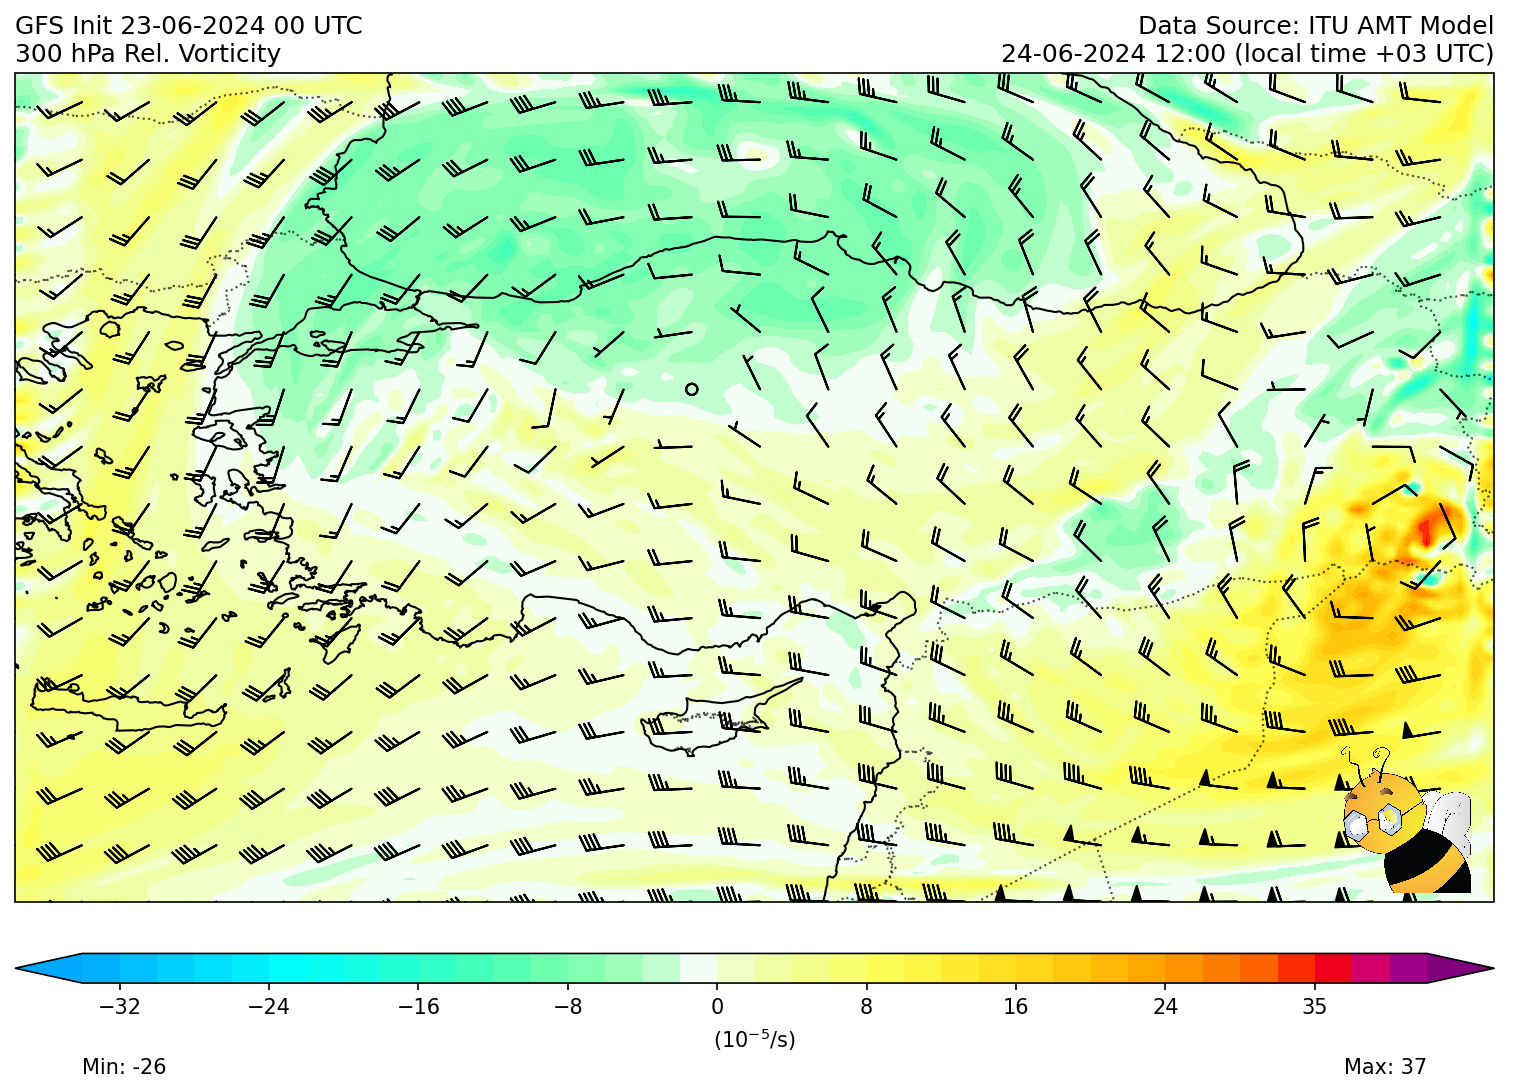 GFS Init 23-06-2024 00 UTC
Data Source: ITU AMT Model
300 hPa Rel. Vorticity
24-06-2024 12:00 (local time +03 UTC)
−32 −24 −16 −8 0 8 16 24 35
(10⁻⁵/s)
Min: -26
Max: 37